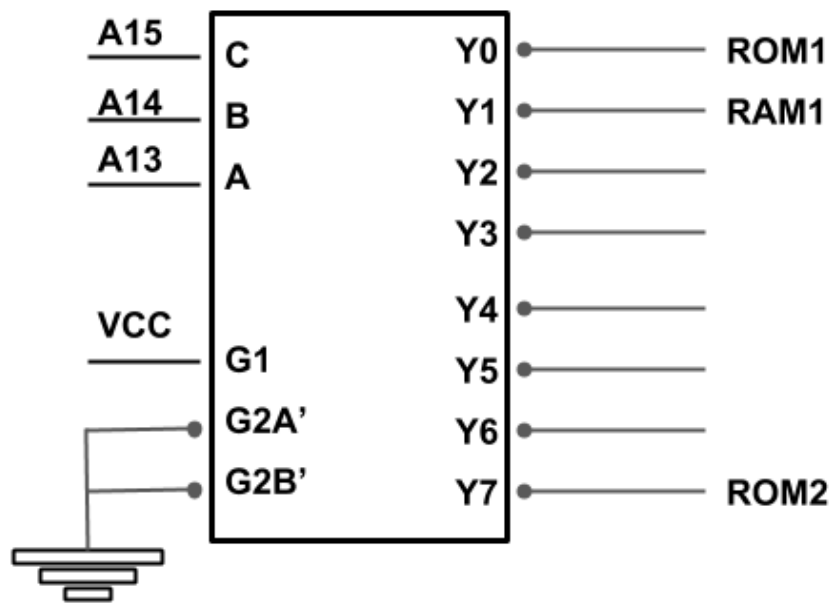 A15 C Y0 ROM1
A14 B Y1 RAM1
A13 A Y2
Y3
Y4
VCC G1 Y5
G2A’ Y6
G2B’ Y7 ROM2